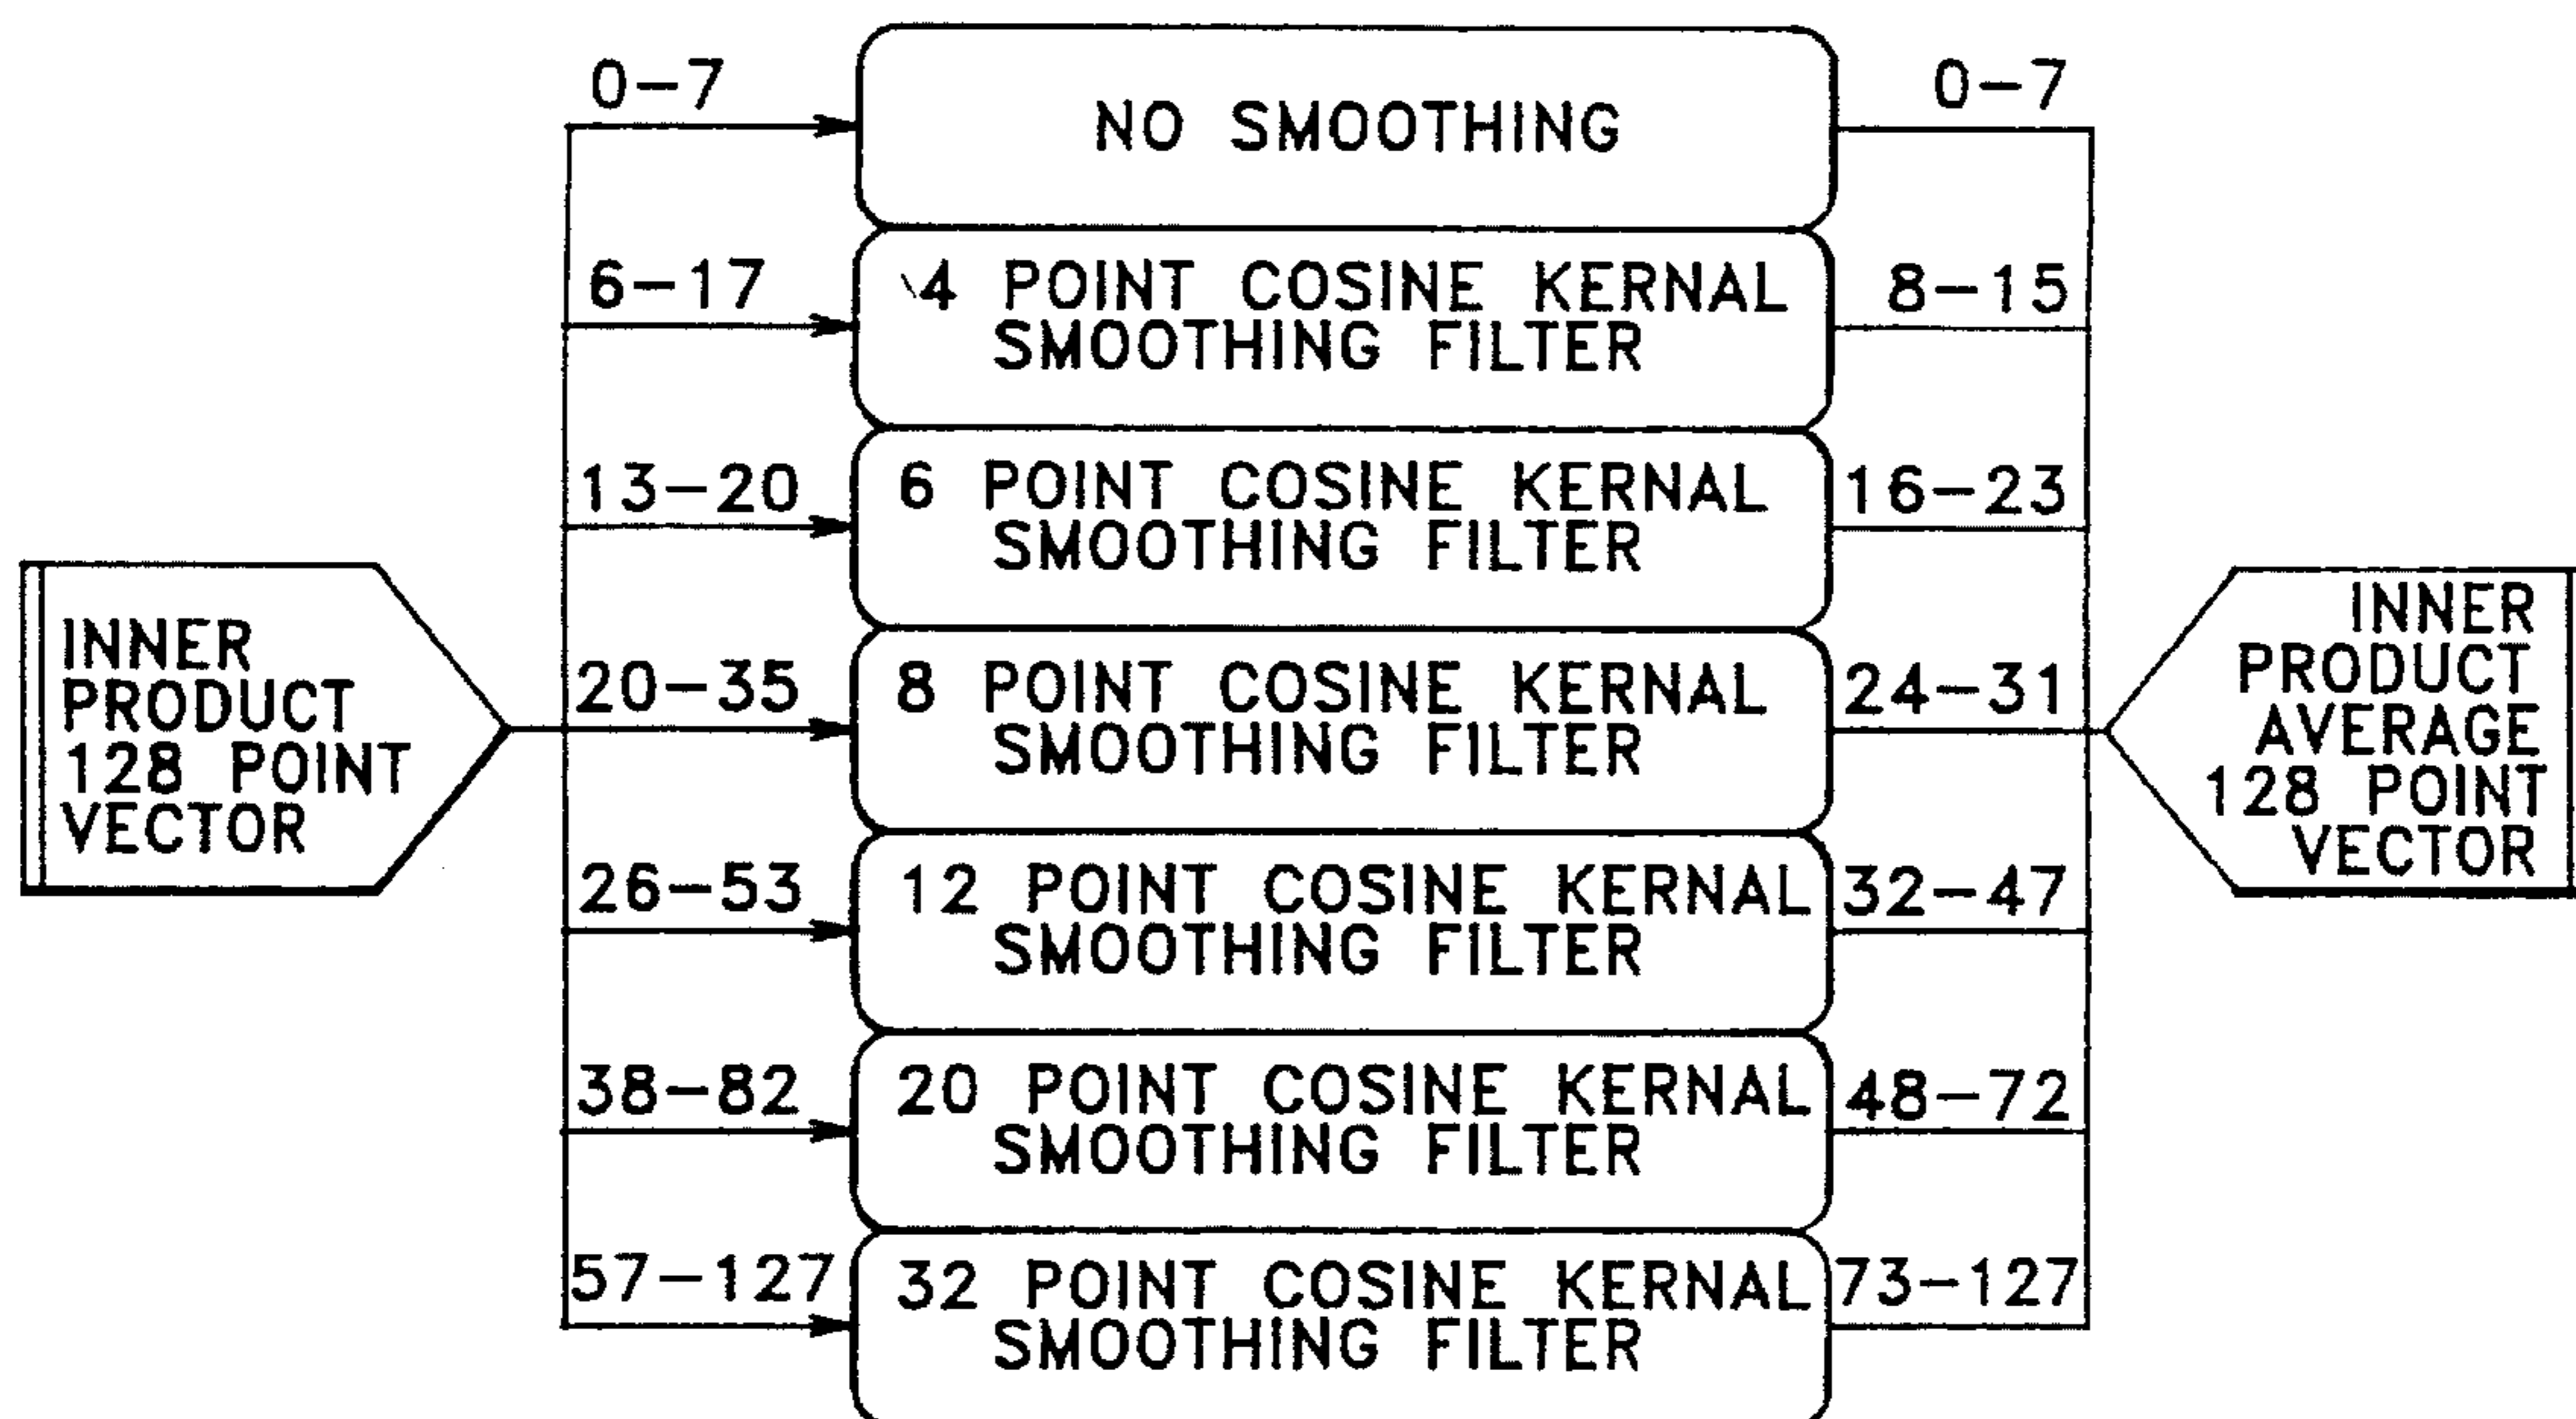 0-7
NO SMOOTHING
0-7
6-17
4 POINT COSINE KERNAL
SMOOTHING FILTER
8-15
13-20
6 POINT COSINE KERNAL
SMOOTHING FILTER
16-23
INNER
PRODUCT
128 POINT
VECTOR
20-35
8 POINT COSINE KERNAL
SMOOTHING FILTER
24-31
INNER
PRODUCT
AVERAGE
128 POINT
VECTOR
26-53
12 POINT COSINE KERNAL
SMOOTHING FILTER
32-47
38-82
20 POINT COSINE KERNAL
SMOOTHING FILTER
48-72
57-127
32 POINT COSINE KERNAL
SMOOTHING FILTER
73-127